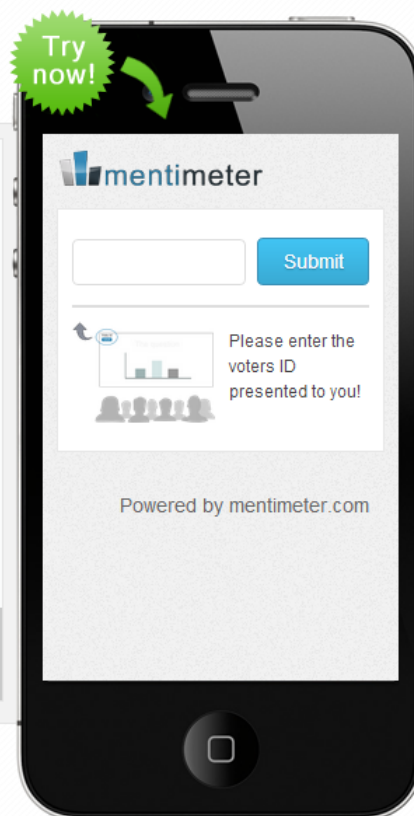 Try
now!
mentimeter
Submit
Please enter the
voters ID
presented to you!
Powered by mentimeter.com